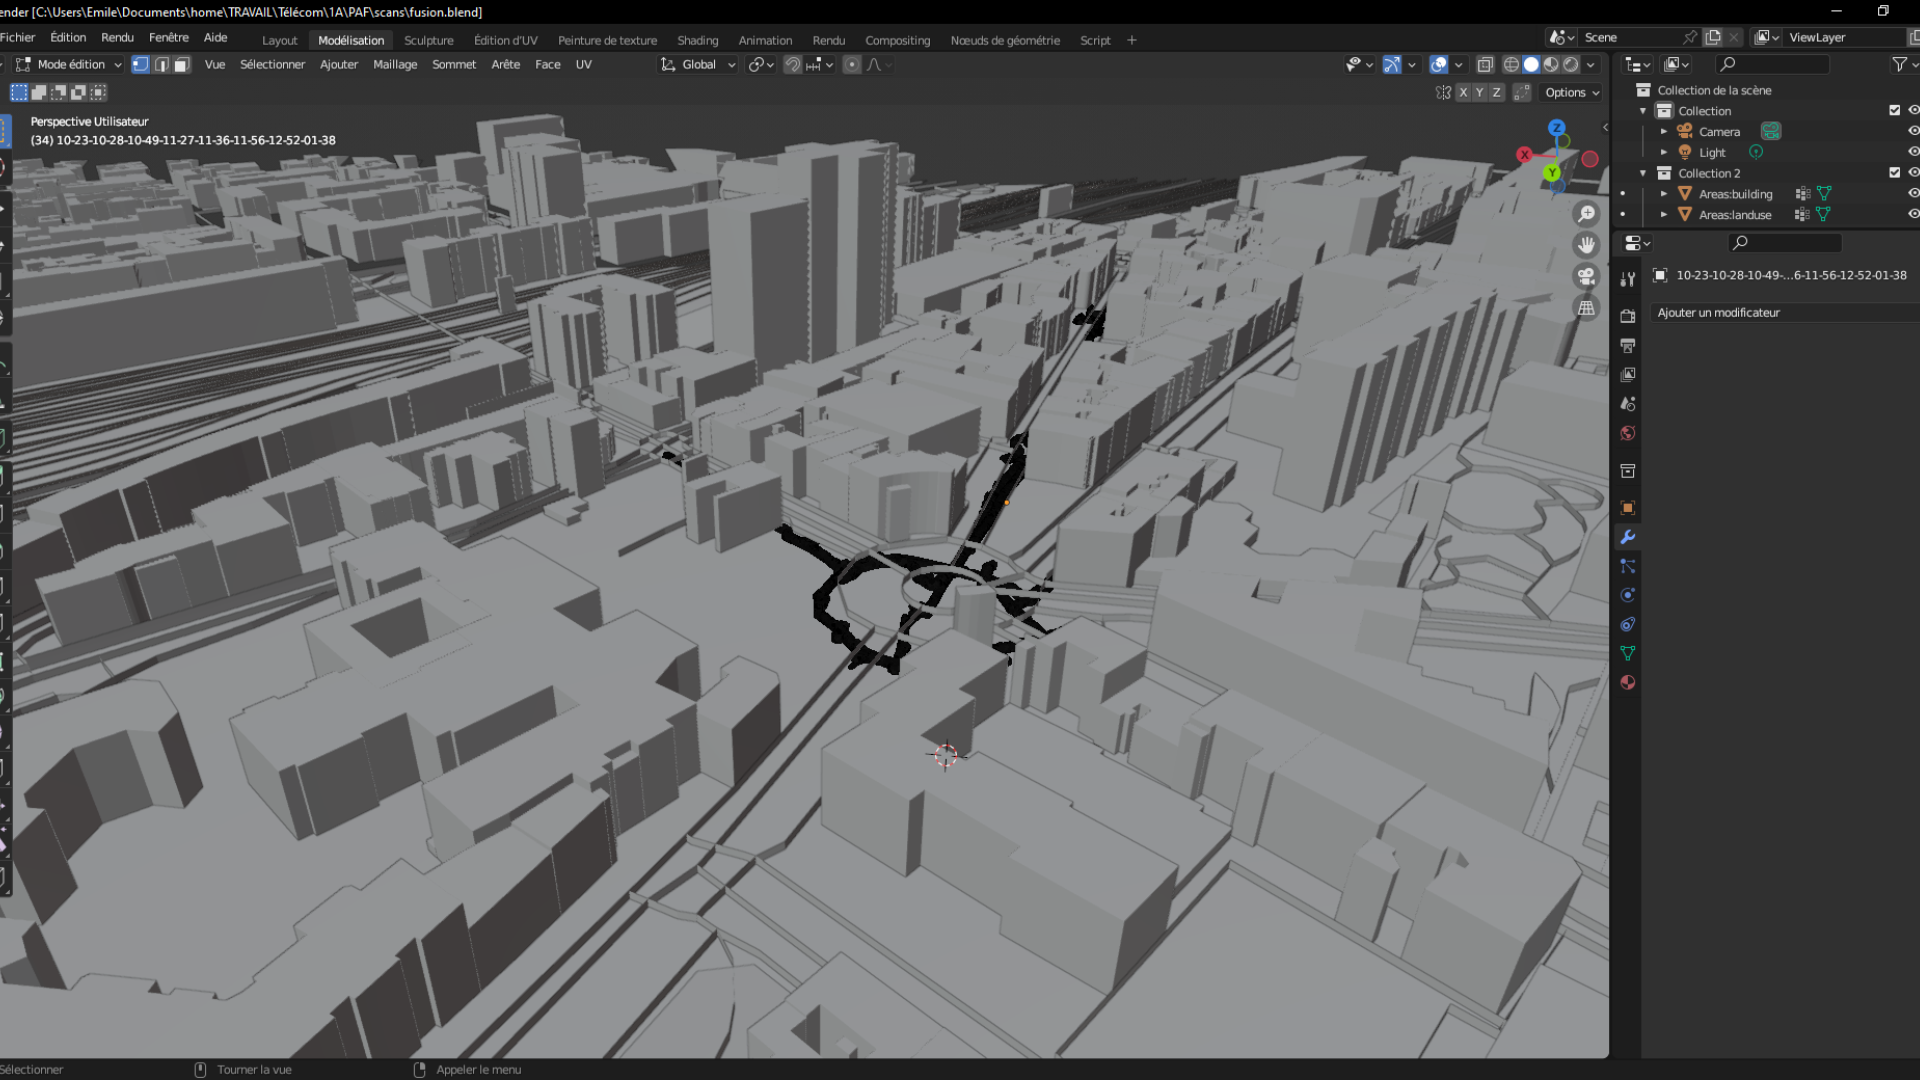 ender [C:\Users\Emile\Documents\home\TRAVAIL\Télécom\1A\PAF\scans\fusion.blend]
Fichier Édition Rendu Fenêtre Aide Layout Modélisation Sculpture Édition d'UV Peinture de texture Shading Animation Rendu Compositing Nœuds de géométrie Script + Scene ViewLayer
Mode édition Vue Sélectionner Ajouter Maillage Sommet Arête Face UV Global
X Y Z Options
Perspective Utilisateur
(34) 10-23-10-28-10-49-11-27-11-36-11-56-12-52-01-38
Z
X
Y
Collection de la scène
Collection
Camera
Light
Collection 2
Areas:building
Areas:landuse
10-23-10-28-10-49-...6-11-56-12-52-01-38
Ajouter un modificateur
Sélectionner Tourner la vue Appeler le menu